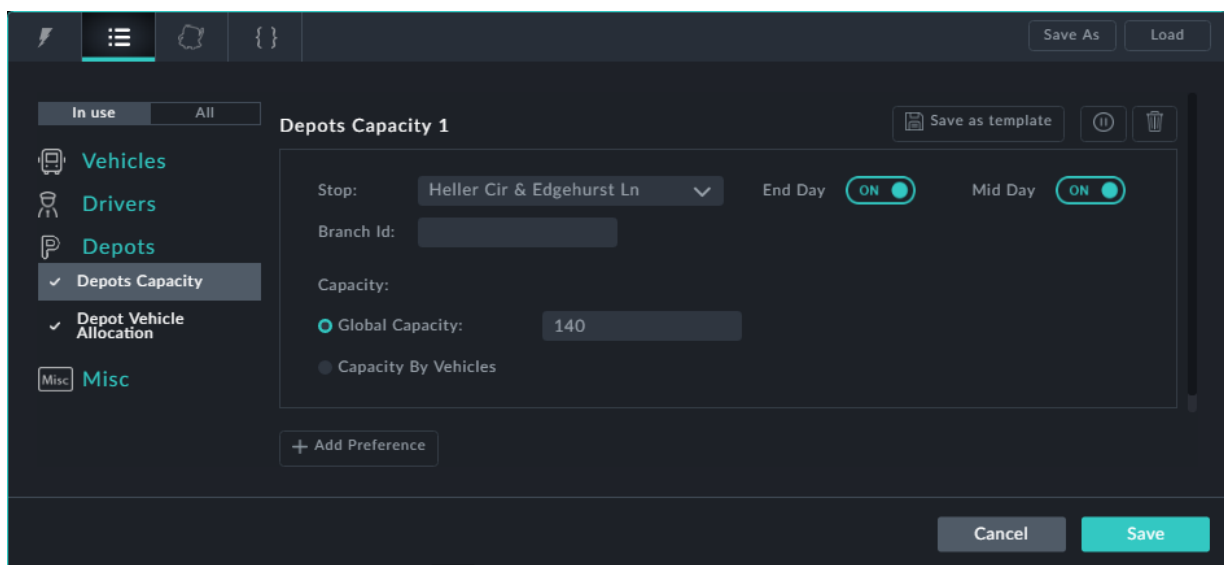 { }
Save As
Load
In use
All
Vehicles
Drivers
Depots
Depots Capacity
Depot Vehicle
Allocation
Misc Misc
Depots Capacity 1
Save as template
Stop: Heller Cir & Edgehurst Ln
End Day ON
Mid Day ON
Branch Id:
Capacity:
Global Capacity: 140
Capacity By Vehicles
+ Add Preference
Cancel
Save